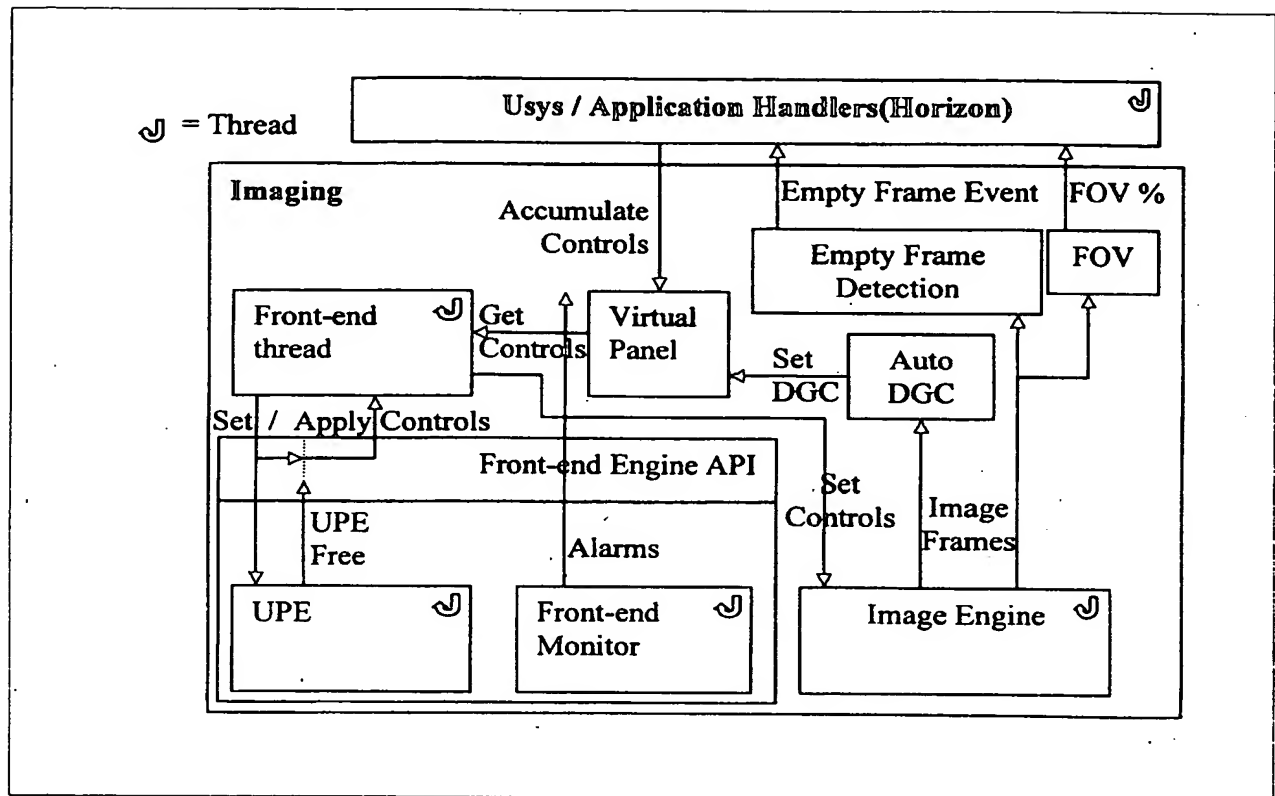 Usys / Application Handlers(Horizon)
= Thread
Imaging
Accumulate
Controls
Empty Frame Event
FOV %
Empty Frame
Detection
FOV
Front-end
thread
Get
Controls
Virtual
Panel
Set
DGC
Auto
DGC
Set / Apply Controls
Front-end Engine API
UPE
Free
Alarms
Set
Controls
Image
Frames
UPE
Front-end
Monitor
Image Engine